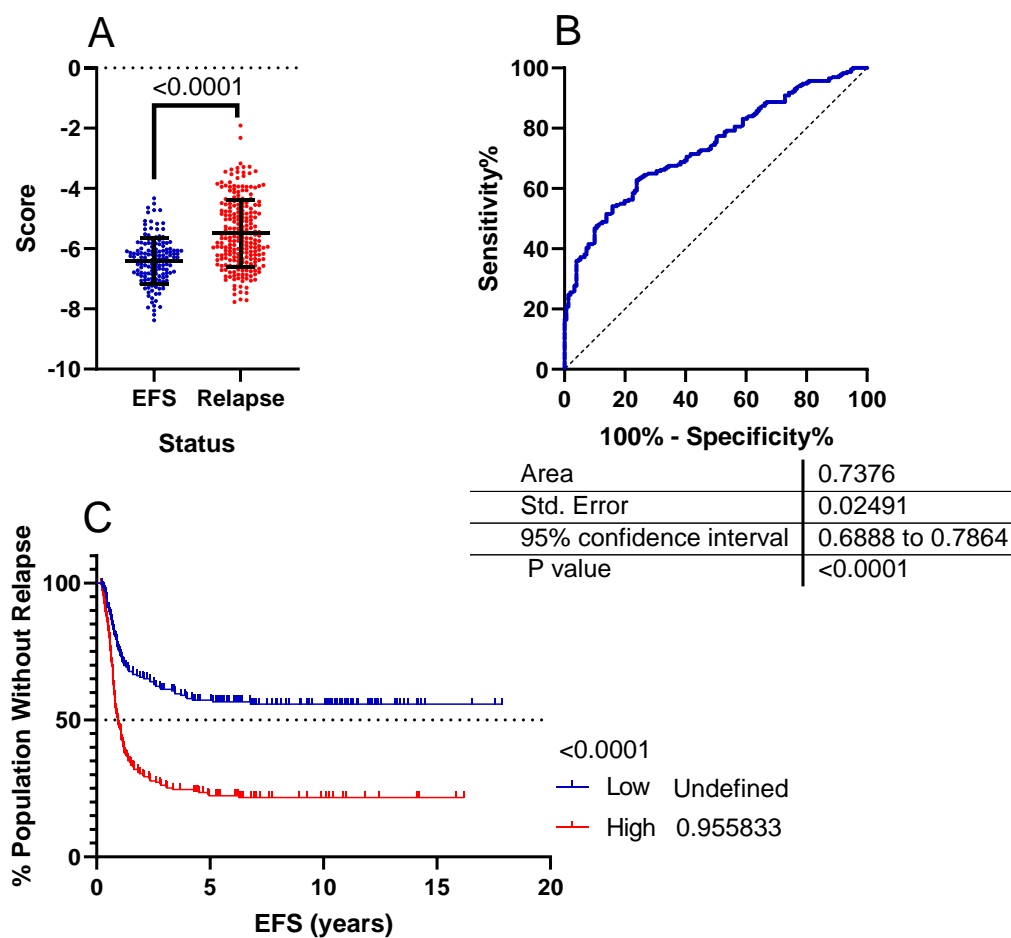 A
0
-2
-4
-6
-8
-10
Score
<0.0001
EFS Relapse
Status
B
100
80
60
40
20
0
Sensitivity%
0 20 40 60 80 100
100% - Specificity%
Area 0.7376
Std. Error 0.02491
95% confidence interval 0.6888 to 0.7864
P value <0.0001
C
% Population Without Relapse
100
50
0
0 5 10 15 20
EFS (years)
<0.0001
Low Undefined
High 0.955833